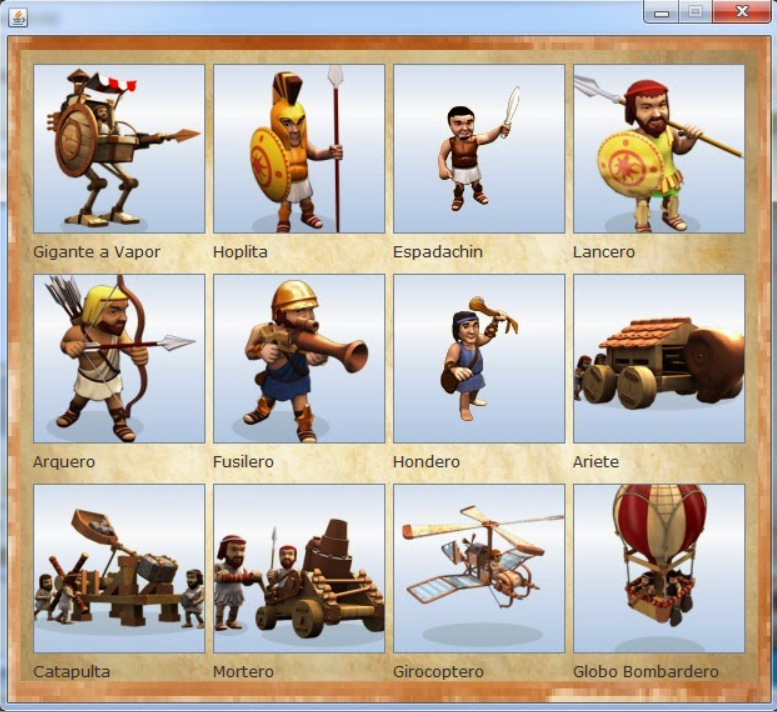 Gigante a Vapor
Hoplita
Espadachin
Lancero
Arquero
Fusilero
Hondero
Ariete
Catapulta
Mortero
Girocoptero
Globo Bombardero